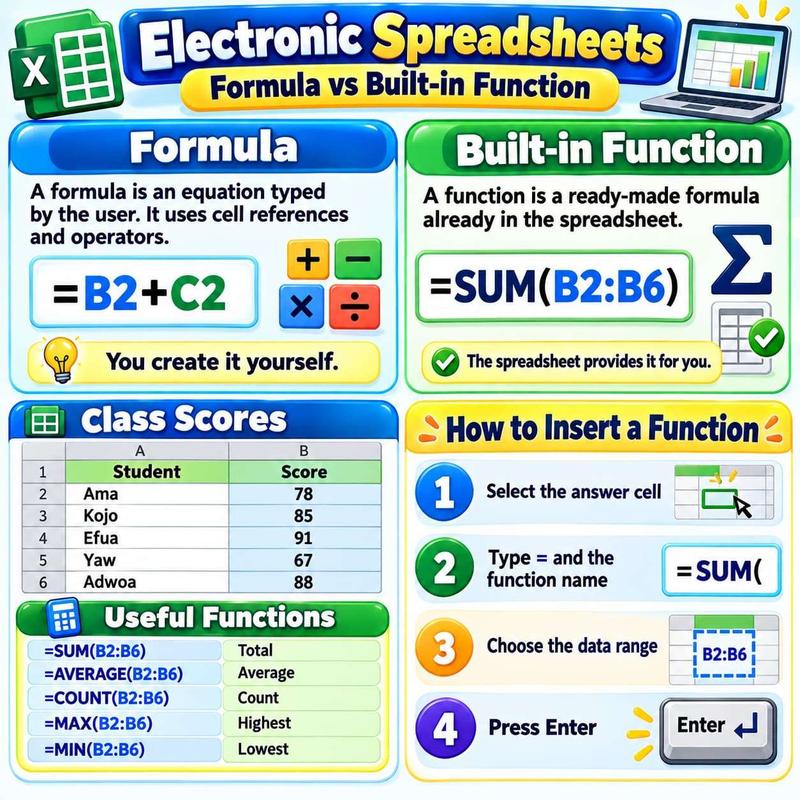 X
Electronic Spreadsheets
Formula vs Built-in Function
Formula
A formula is an equation typed
by the user. It uses cell references
and operators.
=B2+C2
+ −
× ÷
You create it yourself.
Built-in Function
A function is a ready-made formula
already in the spreadsheet.
=SUM(B2:B6)
Σ
The spreadsheet provides it for you.
Class Scores
A B
1 Student Score
2 Ama 78
3 Kojo 85
4 Efua 91
5 Yaw 67
6 Adwoa 88
Useful Functions
=SUM(B2:B6) Total
=AVERAGE(B2:B6) Average
=COUNT(B2:B6) Count
=MAX(B2:B6) Highest
=MIN(B2:B6) Lowest
How to Insert a Function
1 Select the answer cell
2 Type = and the
function name
=SUM(
3 Choose the data range
B2:B6
4 Press Enter
Enter